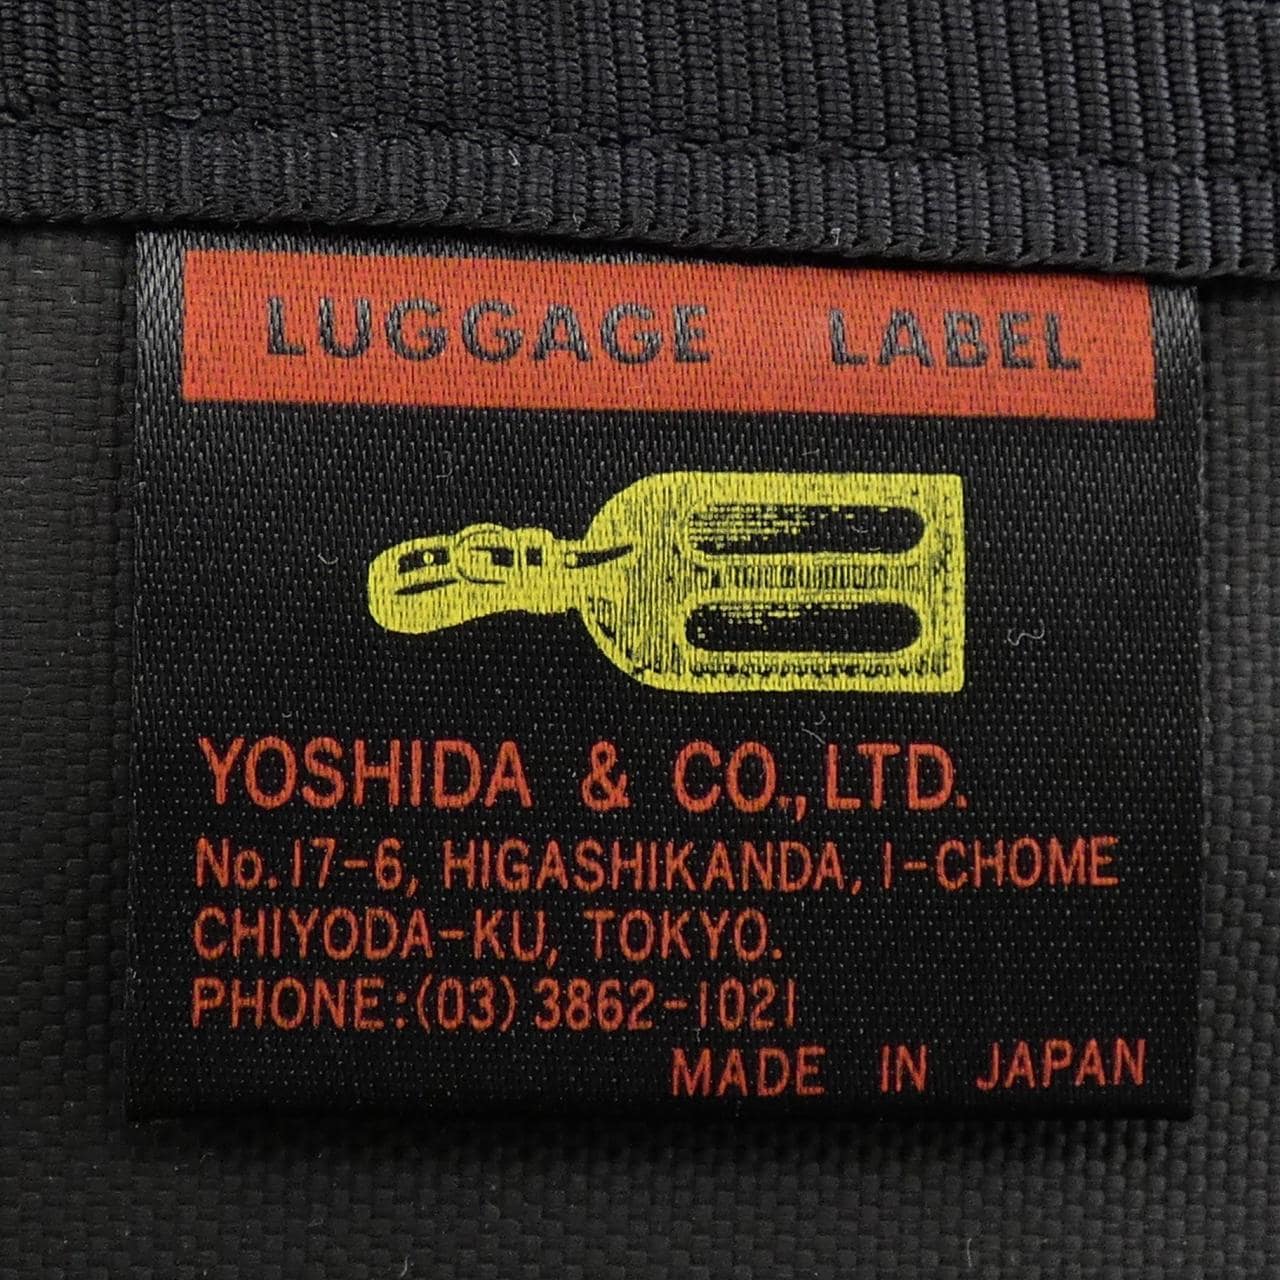 LUGGAGE LABEL
YOSHIDA & CO., LTD.
No. 17-6, HIGASHIKANDA, 1-CHOME
CHIYODA-KU, TOKYO.
PHONE:(03) 3862-1021
MADE IN JAPAN